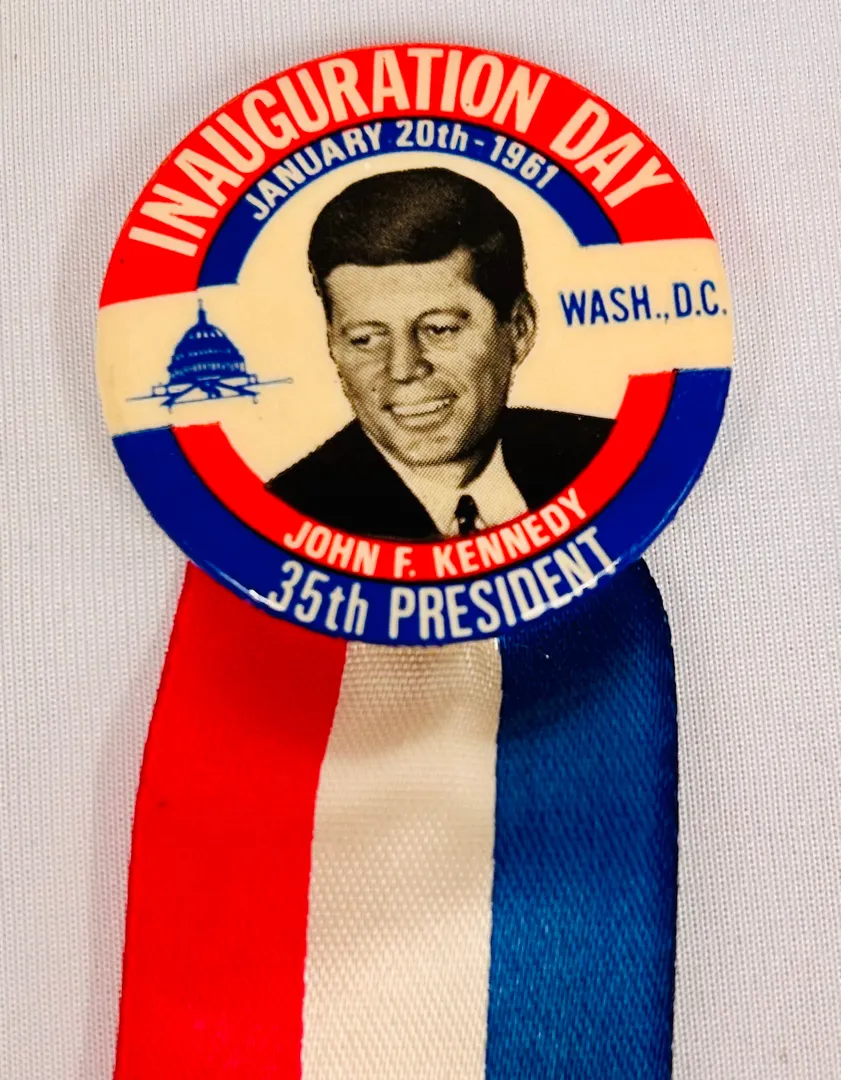 INAUGURATION DAY
JANUARY 20th-1961
WASH., D.C.
JOHN F. KENNEDY
35th PRESIDENT